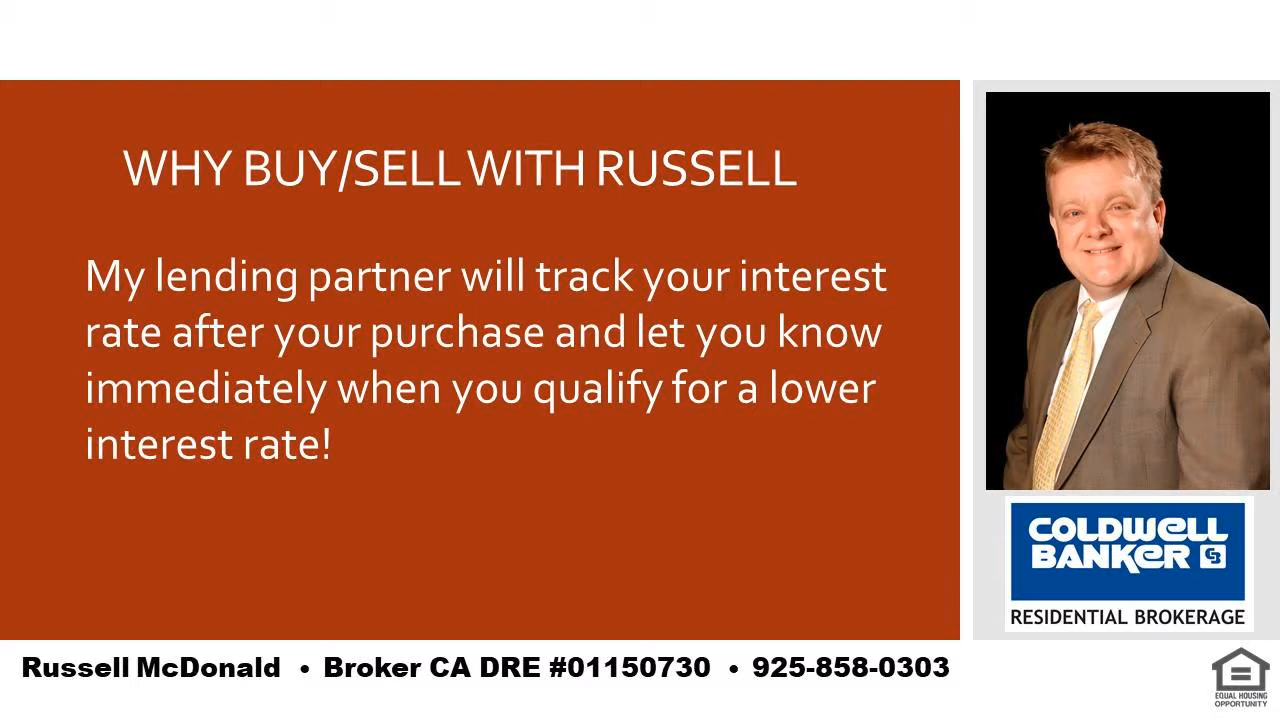 WHY BUY/SELL WITH RUSSELL
My lending partner will track your interest
rate after your purchase and let you know
immediately when you qualify for a lower
interest rate!
COLDWELL
BANKER CB
RESIDENTIAL BROKERAGE
Russell McDonald • Broker CA DRE #01150730 • 925-858-0303
EQUAL HOUSING
OPPORTUNITY